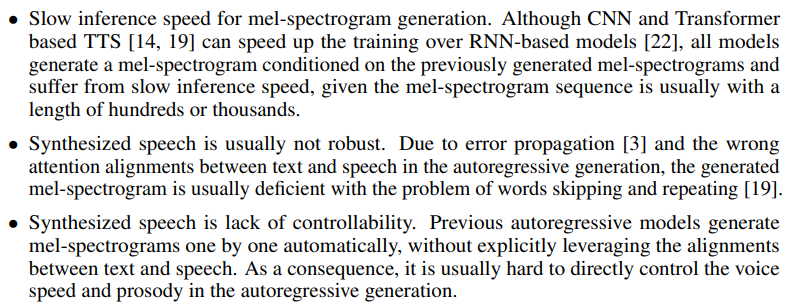 • Slow inference speed for mel-spectrogram generation. Although CNN and Transformer
based TTS [14, 19] can speed up the training over RNN-based models [22], all models
generate a mel-spectrogram conditioned on the previously generated mel-spectrograms and
suffer from slow inference speed, given the mel-spectrogram sequence is usually with a
length of hundreds or thousands.
• Synthesized speech is usually not robust. Due to error propagation [3] and the wrong
attention alignments between text and speech in the autoregressive generation, the generated
mel-spectrogram is usually deficient with the problem of words skipping and repeating [19].
• Synthesized speech is lack of controllability. Previous autoregressive models generate
mel-spectrograms one by one automatically, without explicitly leveraging the alignments
between text and speech. As a consequence, it is usually hard to directly control the voice
speed and prosody in the autoregressive generation.